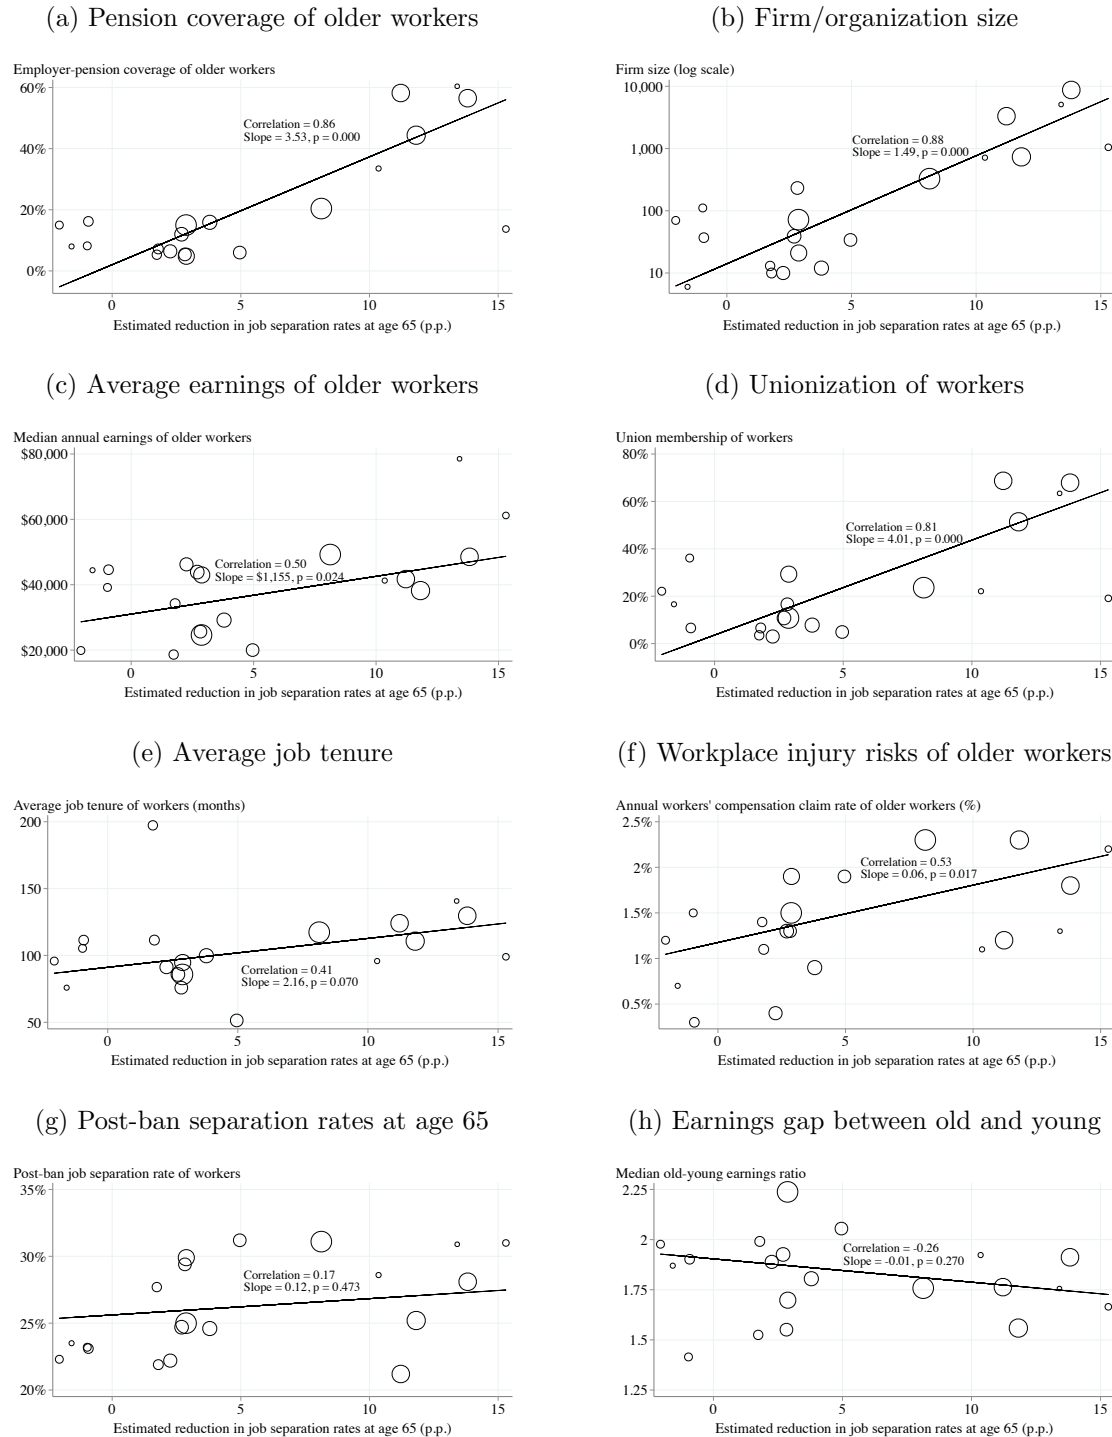 (a) Pension coverage of older workers
Employer-pension coverage of older workers
60%
40%
20%
0%
Correlation = 0.86
Slope = 3.53, p = 0.000
0 5 10 15
Estimated reduction in job separation rates at age 65 (p.p.)
(b) Firm/organization size
Firm size (log scale)
10,000
1,000
100
10
Correlation = 0.88
Slope = 1.49, p = 0.000
0 5 10 15
Estimated reduction in job separation rates at age 65 (p.p.)
(c) Average earnings of older workers
Median annual earnings of older workers
$80,000
$60,000
$40,000
$20,000
Correlation = 0.50
Slope = $1,155, p = 0.024
0 5 10 15
Estimated reduction in job separation rates at age 65 (p.p.)
(d) Unionization of workers
Union membership of workers
80%
60%
40%
20%
0%
Correlation = 0.81
Slope = 4.01, p = 0.000
0 5 10 15
Estimated reduction in job separation rates at age 65 (p.p.)
(e) Average job tenure
Average job tenure of workers (months)
200
150
100
50
Correlation = 0.41
Slope = 2.16, p = 0.070
0 5 10 15
Estimated reduction in job separation rates at age 65 (p.p.)
(f) Workplace injury risks of older workers
Annual workers' compensation claim rate of older workers (%)
2.5%
2%
1.5%
1%
0.5%
Correlation = 0.53
Slope = 0.06, p = 0.017
0 5 10 15
Estimated reduction in job separation rates at age 65 (p.p.)
(g) Post-ban separation rates at age 65
Post-ban job separation rate of workers
35%
30%
25%
20%
Correlation = 0.17
Slope = 0.12, p = 0.473
0 5 10 15
Estimated reduction in job separation rates at age 65 (p.p.)
(h) Earnings gap between old and young
Median old-young earnings ratio
2.25
2
1.75
1.5
1.25
Correlation = -0.26
Slope = -0.01, p = 0.270
0 5 10 15
Estimated reduction in job separation rates at age 65 (p.p.)